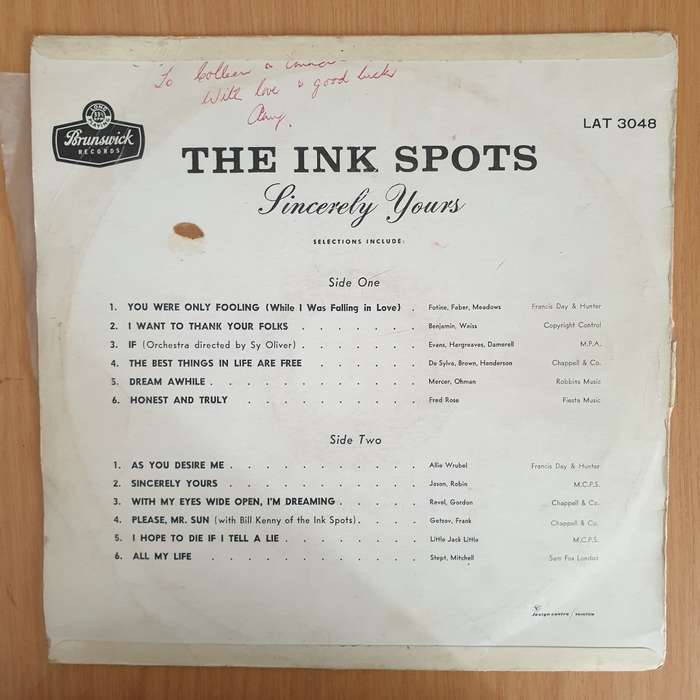 To Colleen &
With love & good luck
LONG 33⅓ PLAYING
Brunswick
RECORDS
LAT 3048
THE INK SPOTS
Sincerely Yours
SELECTIONS INCLUDE:
Side One
1. YOU WERE ONLY FOOLING (While I Was Falling in Love) . Fotine, Faber, Meadows Francis Day & Hunter
2. I WANT TO THANK YOUR FOLKS . . . . . . . Benjamin, Weiss Copyright Control
3. IF (Orchestra directed by Sy Oliver) . . . . . . . Evans, Hargreaves, Damerell M.P.A.
4. THE BEST THINGS IN LIFE ARE FREE . . . . . . De Sylva, Brown, Henderson Chappell & Co.
5. DREAM AWHILE . . . . . . . . . . . Mercer, Ohman Robbins Music
6. HONEST AND TRULY . . . . . . . . . Fred Rose Fiesta Music
Side Two
1. AS YOU DESIRE ME . . . . . . . . . . Allie Wrubel Francis Day & Hunter
2. SINCERELY YOURS . . . . . . . . . . Jason, Robin M.C.P.S.
3. WITH MY EYES WIDE OPEN, I'M DREAMING . . . . Revel, Gordon Chappell & Co.
4. PLEASE, MR. SUN (with Bill Kenny of the Ink Spots) . . . . Getzov, Frank Chappell & Co.
5. I HOPE TO DIE IF I TELL A LIE . . . . . . . Little Jack Little M.C.P.S.
6. ALL MY LIFE . . . . . . . . . . . Stept, Mitchell Sam Fox London
design centre /